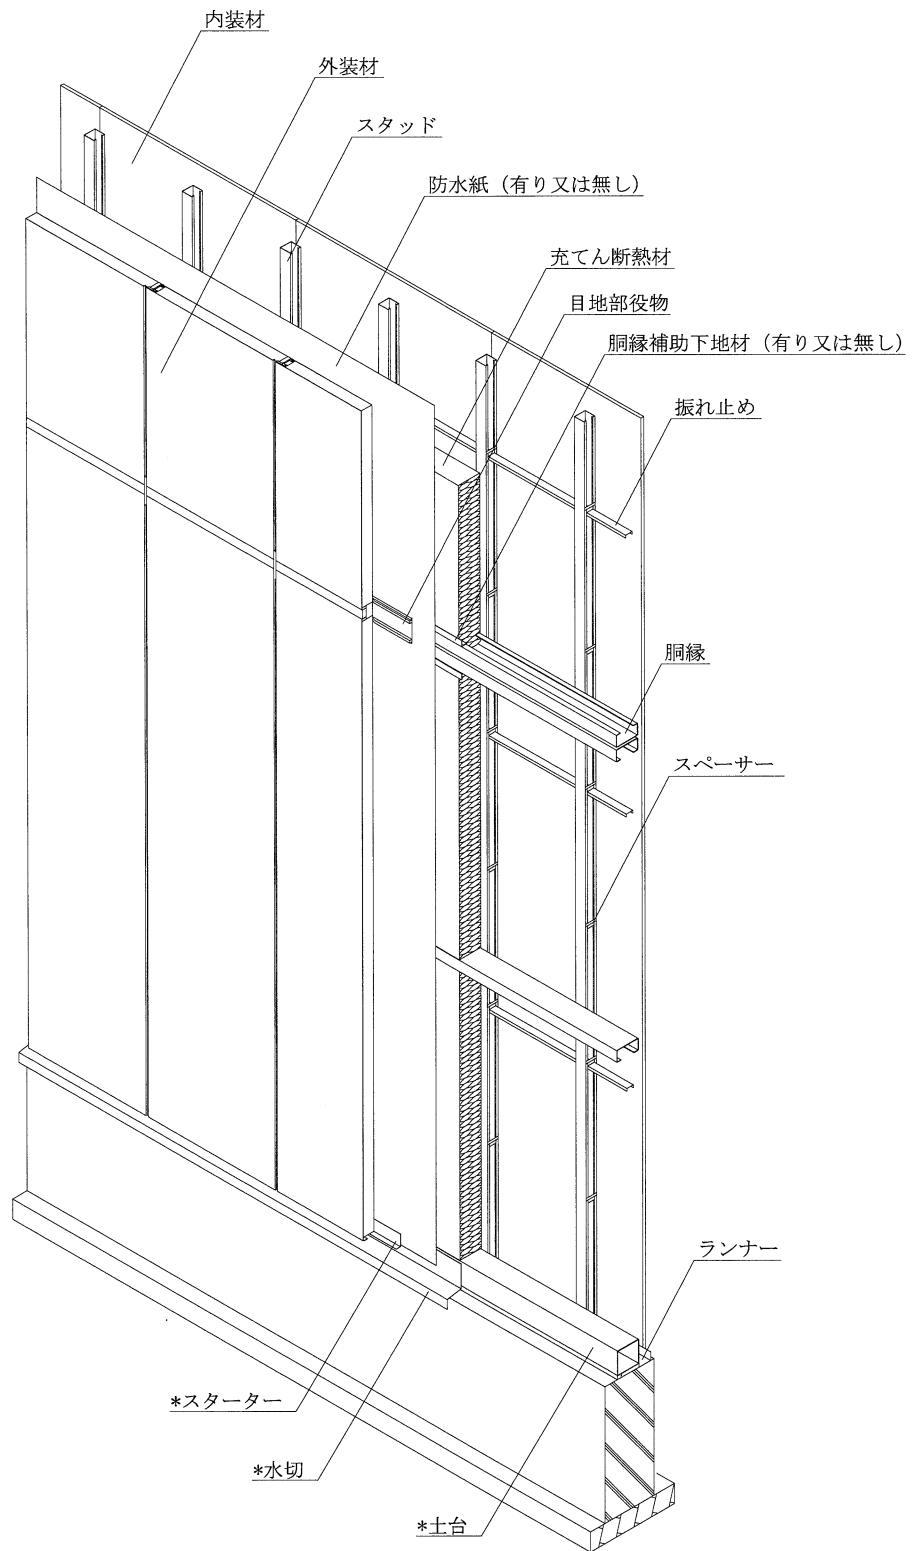 内装材
外装材
スタッド
防水紙（有り又は無し）
充てん断熱材
目地部役物
胴縁補助下地材（有り又は無し）
振れ止め
胴縁
スペーサー
ランナー
*スターター
*水切
*土台